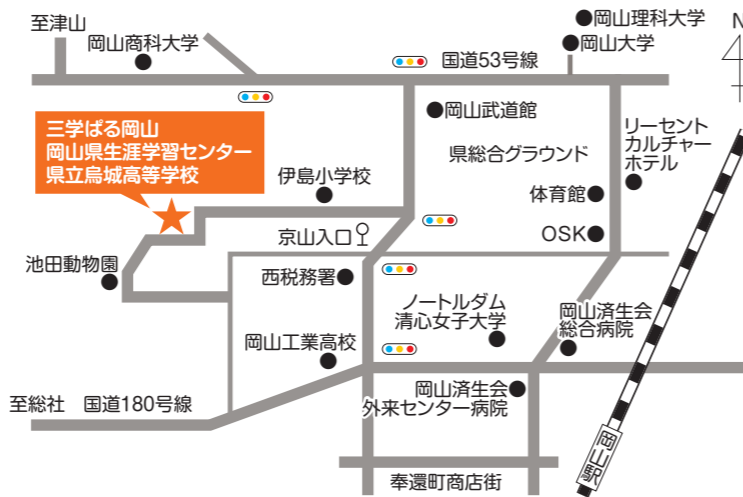 至津山
岡山商科大学
岡山理科大学
岡山大学
N
国道53号線
三学ぱる岡山
岡山県生涯学習センター
県立烏城高等学校
岡山武道館
県総合グラウンド
リーセント
カルチャー
ホテル
伊島小学校
体育館
京山入口
OSK
池田動物園
西税務署
ノートルダム
清心女子大学
岡山済生会
総合病院
岡山工業高校
岡山済生会
外来センター病院
至総社 国道180号線
岡山駅
奉還町商店街